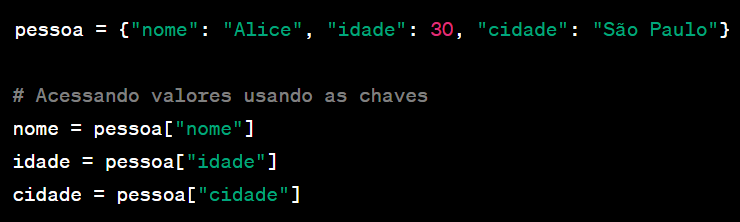 pessoa = {"nome": "Alice", "idade": 30, "cidade": "São Paulo"}
# Acessando valores usando as chaves
nome = pessoa["nome"]
idade = pessoa["idade"]
cidade = pessoa["cidade"]